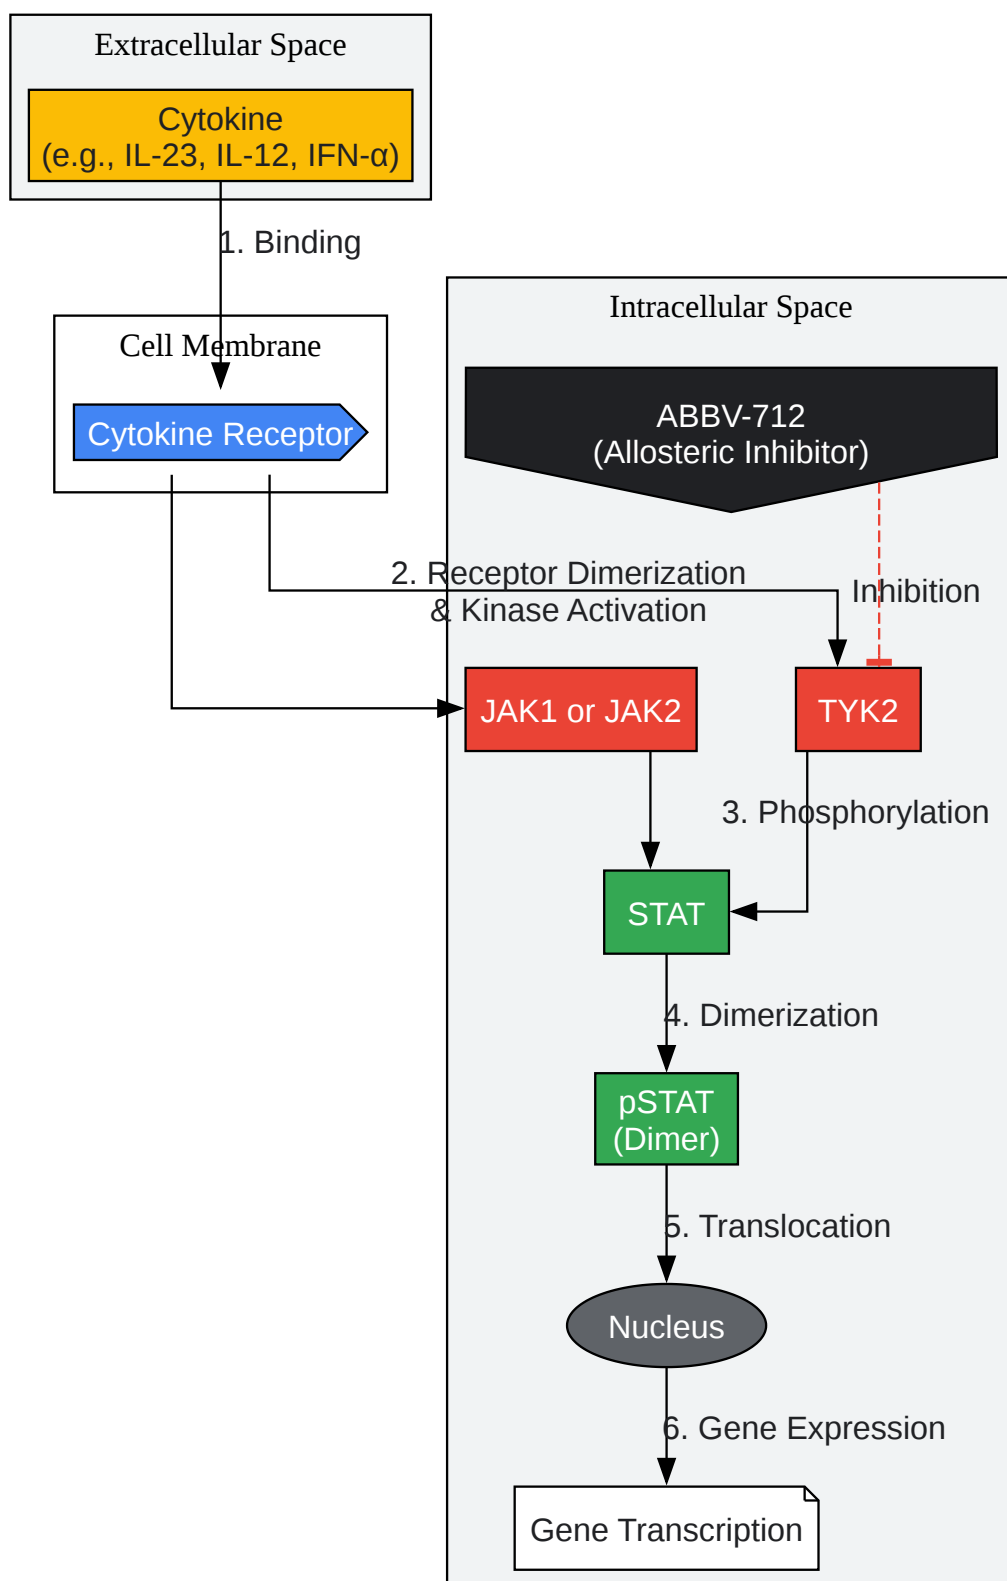 Extracellular Space
Cytokine
(e.g., IL-23, IL-12, IFN-α)
1. Binding
Cell Membrane
Cytokine Receptor
Intracellular Space
ABBV-712
(Allosteric Inhibitor)
2. Receptor Dimerization
& Kinase Activation
Inhibition
JAK1 or JAK2
TYK2
3. Phosphorylation
STAT
4. Dimerization
pSTAT
(Dimer)
5. Translocation
Nucleus
6. Gene Expression
Gene Transcription